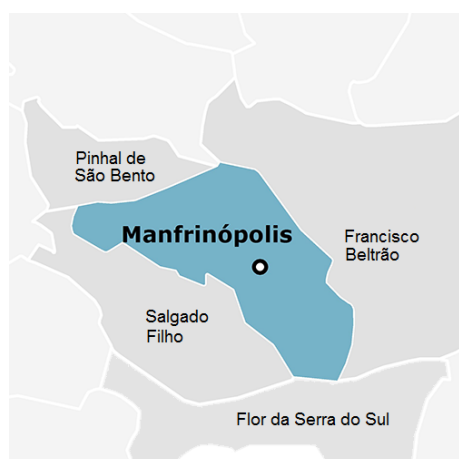 Pinhal de
São Bento
Manfrinópolis
Francisco
Beltrão
Salgado
Filho
Flor da Serra do Sul